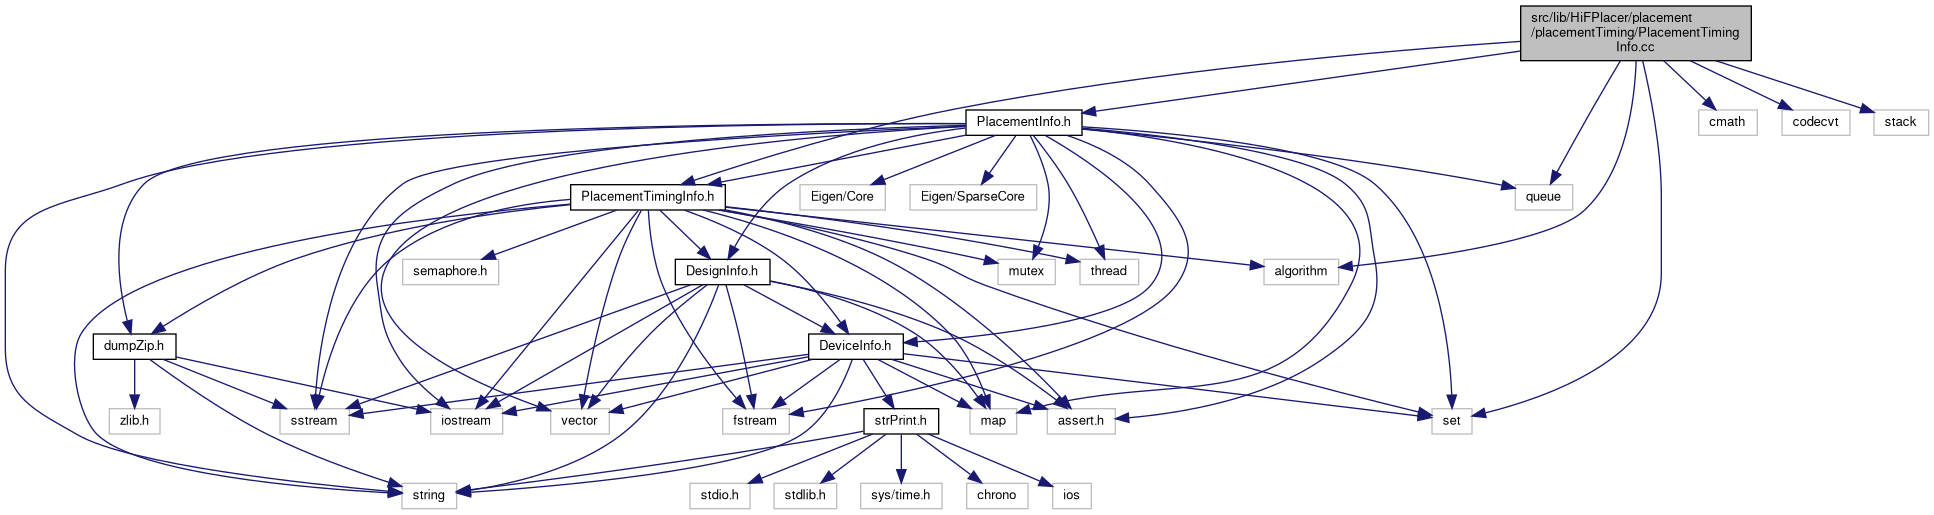 src/lib/HiFPlacer/placement
/placementTiming/PlacementTiming
Info.cc
PlacementInfo.h
cmath
codecvt
stack
PlacementTimingInfo.h
Eigen/Core
Eigen/SparseCore
queue
semaphore.h
DesignInfo.h
mutex
thread
algorithm
dumpZip.h
DeviceInfo.h
zlib.h
sstream
iostream
vector
fstream
strPrint.h
map
assert.h
set
string
stdio.h
stdlib.h
sys/time.h
chrono
ios